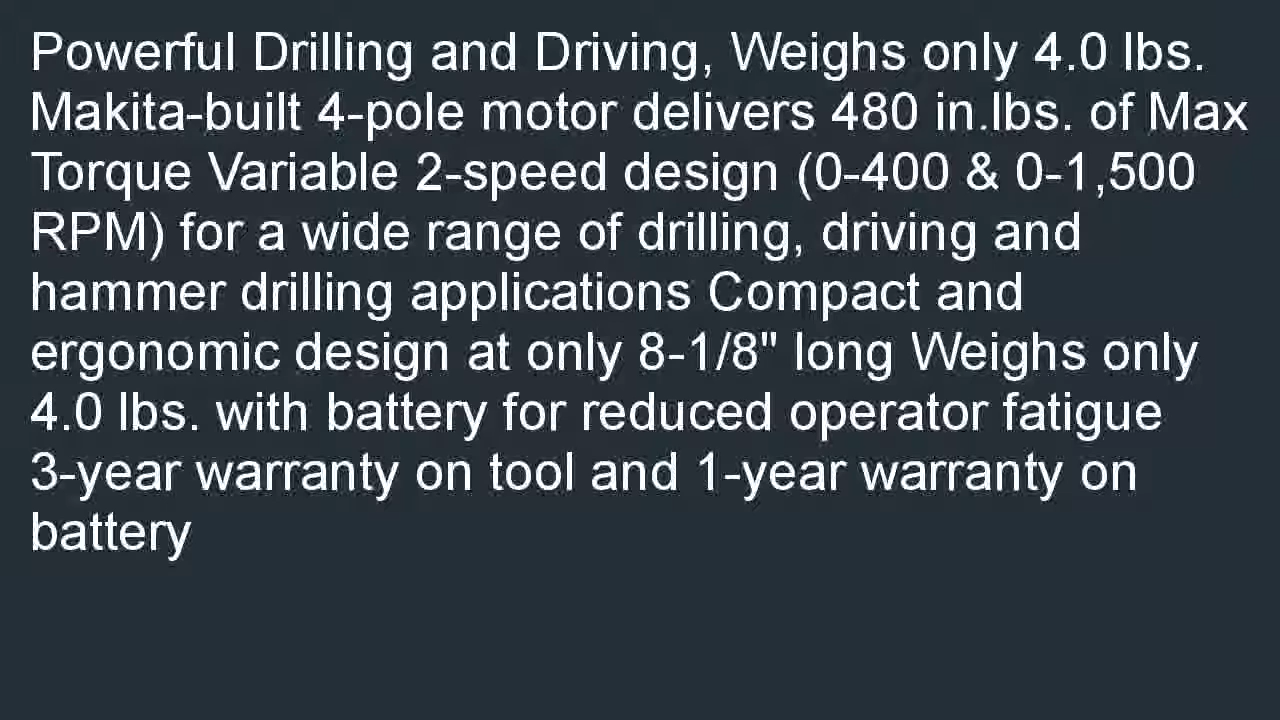 Powerful Drilling and Driving, Weighs only 4.0 lbs.
Makita-built 4-pole motor delivers 480 in.lbs. of Max
Torque Variable 2-speed design (0-400 & 0-1,500
RPM) for a wide range of drilling, driving and
hammer drilling applications Compact and
ergonomic design at only 8-1/8" long Weighs only
4.0 lbs. with battery for reduced operator fatigue
3-year warranty on tool and 1-year warranty on
battery